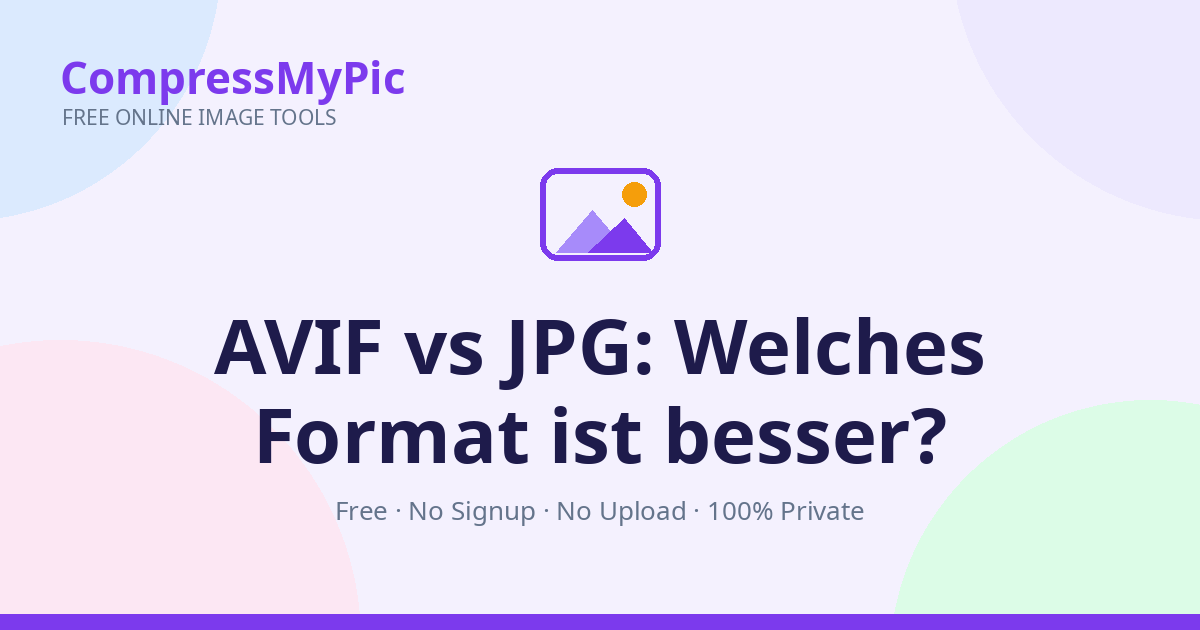 CompressMyPic
FREE ONLINE IMAGE TOOLS
AVIF vs JPG: Welches
Format ist besser?
Free · No Signup · No Upload · 100% Private